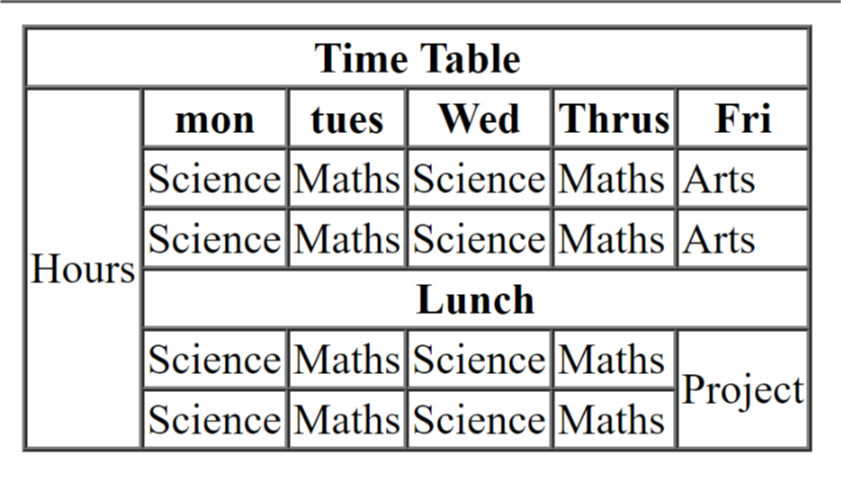 Time Table
mon tues Wed Thrus Fri
Science Maths Science Maths Arts
Science Maths Science Maths Arts
Hours
Lunch
Science Maths Science Maths
Project
Science Maths Science Maths